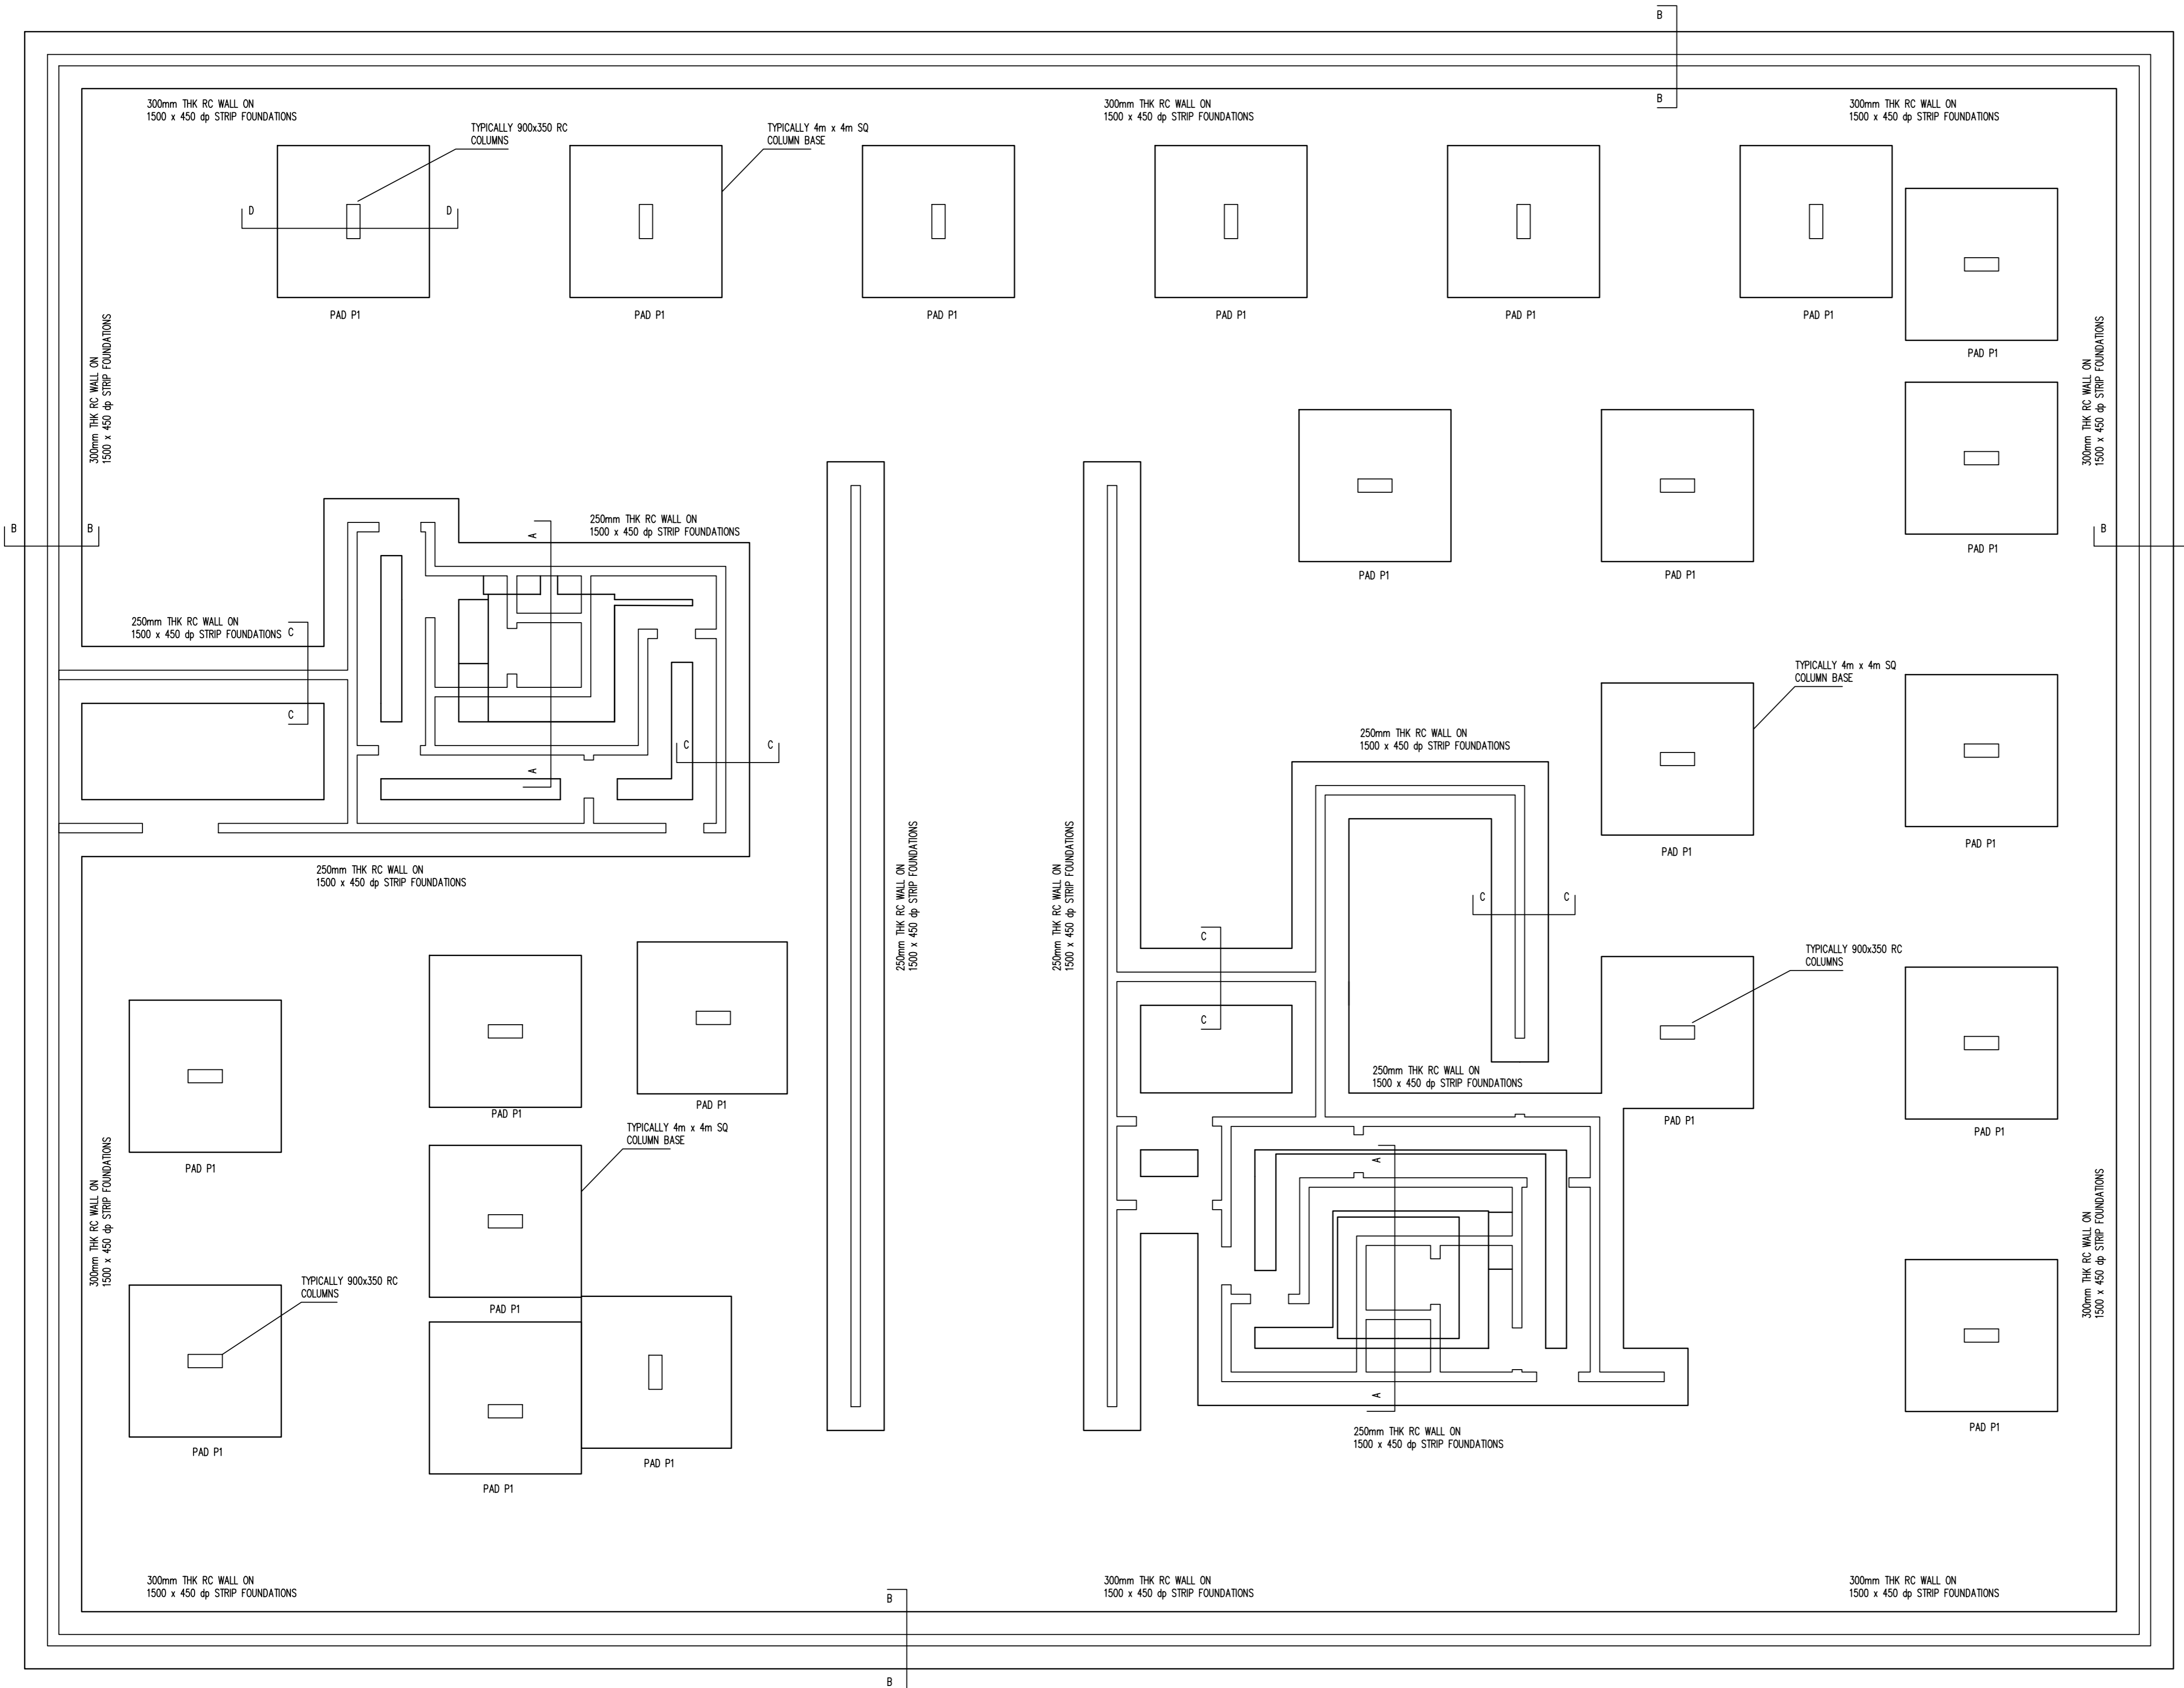 B
B
300mm THK RC WALL ON
1500 x 450 dp STRIP FOUNDATIONS
300mm THK RC WALL ON
1500 x 450 dp STRIP FOUNDATIONS
300mm THK RC WALL ON
1500 x 450 dp STRIP FOUNDATIONS
TYPICALLY 900x350 RC
COLUMNS
TYPICALLY 4m x 4m SQ
COLUMN BASE
D
D
PAD P1
PAD P1
PAD P1
PAD P1
PAD P1
PAD P1
PAD P1
300mm THK RC WALL ON
1500 x 450 dp STRIP FOUNDATIONS
300mm THK RC WALL ON
1500 x 450 dp STRIP FOUNDATIONS
B
B
250mm THK RC WALL ON
1500 x 450 dp STRIP FOUNDATIONS
A
B
PAD P1
PAD P1
PAD P1
250mm THK RC WALL ON
1500 x 450 dp STRIP FOUNDATIONS
C
C
TYPICALLY 4m x 4m SQ
COLUMN BASE
C
C
A
250mm THK RC WALL ON
1500 x 450 dp STRIP FOUNDATIONS
PAD P1
PAD P1
250mm THK RC WALL ON
1500 x 450 dp STRIP FOUNDATIONS
250mm THK RC WALL ON
1500 x 450 dp STRIP FOUNDATIONS
250mm THK RC WALL ON
1500 x 450 dp STRIP FOUNDATIONS
C
C
C
C
TYPICALLY 900x350 RC
COLUMNS
250mm THK RC WALL ON
1500 x 450 dp STRIP FOUNDATIONS
PAD P1
PAD P1
PAD P1
PAD P1
TYPICALLY 4m x 4m SQ
COLUMN BASE
PAD P1
A
300mm THK RC WALL ON
1500 x 450 dp STRIP FOUNDATIONS
300mm THK RC WALL ON
1500 x 450 dp STRIP FOUNDATIONS
TYPICALLY 900x350 RC
COLUMNS
PAD P1
A
PAD P1
250mm THK RC WALL ON
1500 x 450 dp STRIP FOUNDATIONS
PAD P1
PAD P1
PAD P1
300mm THK RC WALL ON
1500 x 450 dp STRIP FOUNDATIONS
B
300mm THK RC WALL ON
1500 x 450 dp STRIP FOUNDATIONS
300mm THK RC WALL ON
1500 x 450 dp STRIP FOUNDATIONS
B